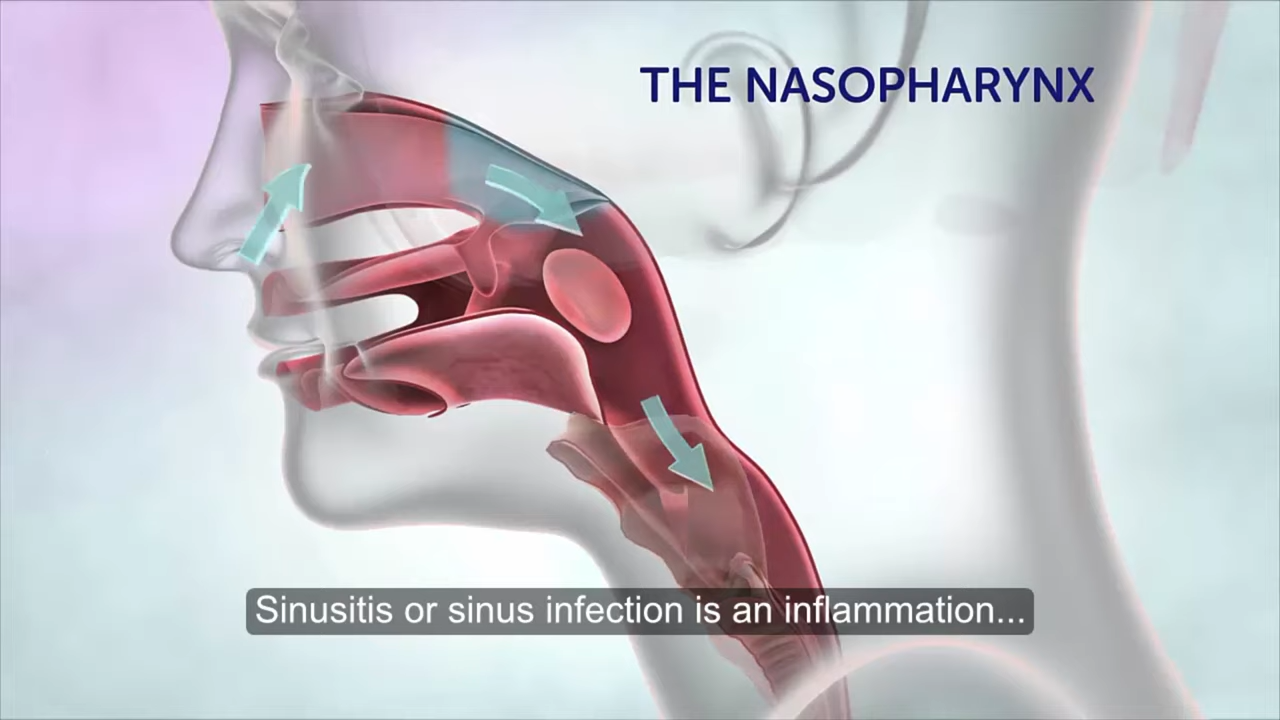 THE NASOPHARYNX
Sinusitis or sinus infection is an inflammation...